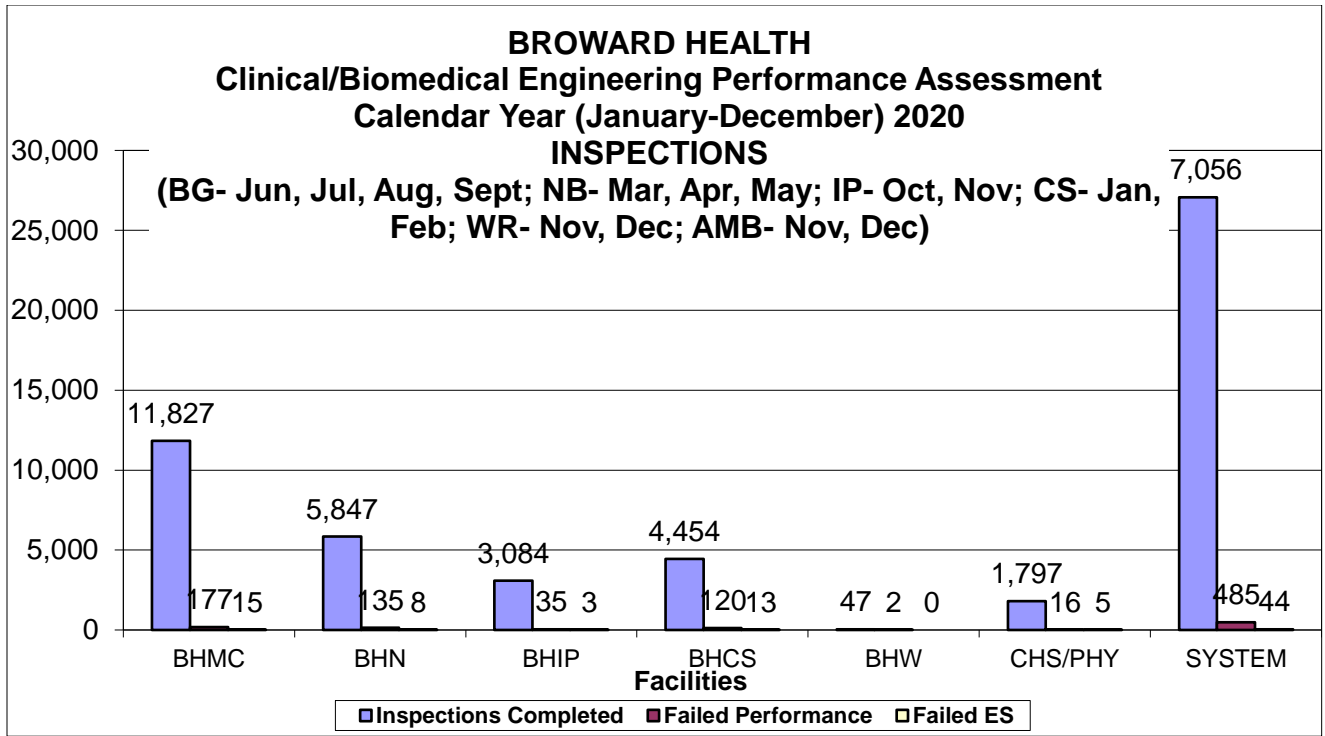 BROWARD HEALTH
Clinical/Biomedical Engineering Performance Assessment
Calendar Year (January-December) 2020
INSPECTIONS
(BG- Jun, Jul, Aug, Sept; NB- Mar, Apr, May; IP- Oct, Nov; CS- Jan,
Feb; WR- Nov, Dec; AMB- Nov, Dec)
30,000
25,000
20,000
15,000
10,000
5,000
0
11,827 177 15
5,847 135 8
3,084 35 3
4,454 120 13
47 2 0
1,797 16 5
7,056 485 44
BHMC BHN BHIP BHCS BHW CHS/PHY SYSTEM
Facilities
Inspections Completed Failed Performance Failed ES